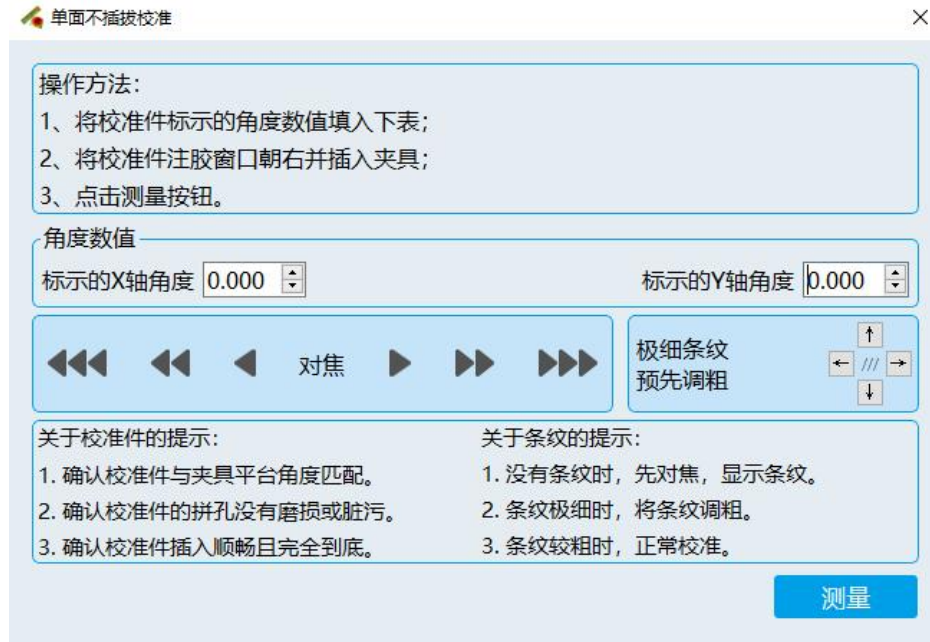 单面不插拔校准
操作方法：
1、将校准件标示的角度数值填入下表；
2、将校准件注胶窗口朝右并插入夹具；
3、点击测量按钮。
角度数值
标示的X轴角度 0.000
标示的Y轴角度 0.000
对焦
极细条纹
预先调粗
关于校准件的提示：
1. 确认校准件与夹具平台角度匹配。
2. 确认校准件的拼孔没有磨损或脏污。
3. 确认校准件插入顺畅且完全到底。
关于条纹的提示：
1. 没有条纹时，先对焦，显示条纹。
2. 条纹极细时，将条纹调粗。
3. 条纹较粗时，正常校准。
测量